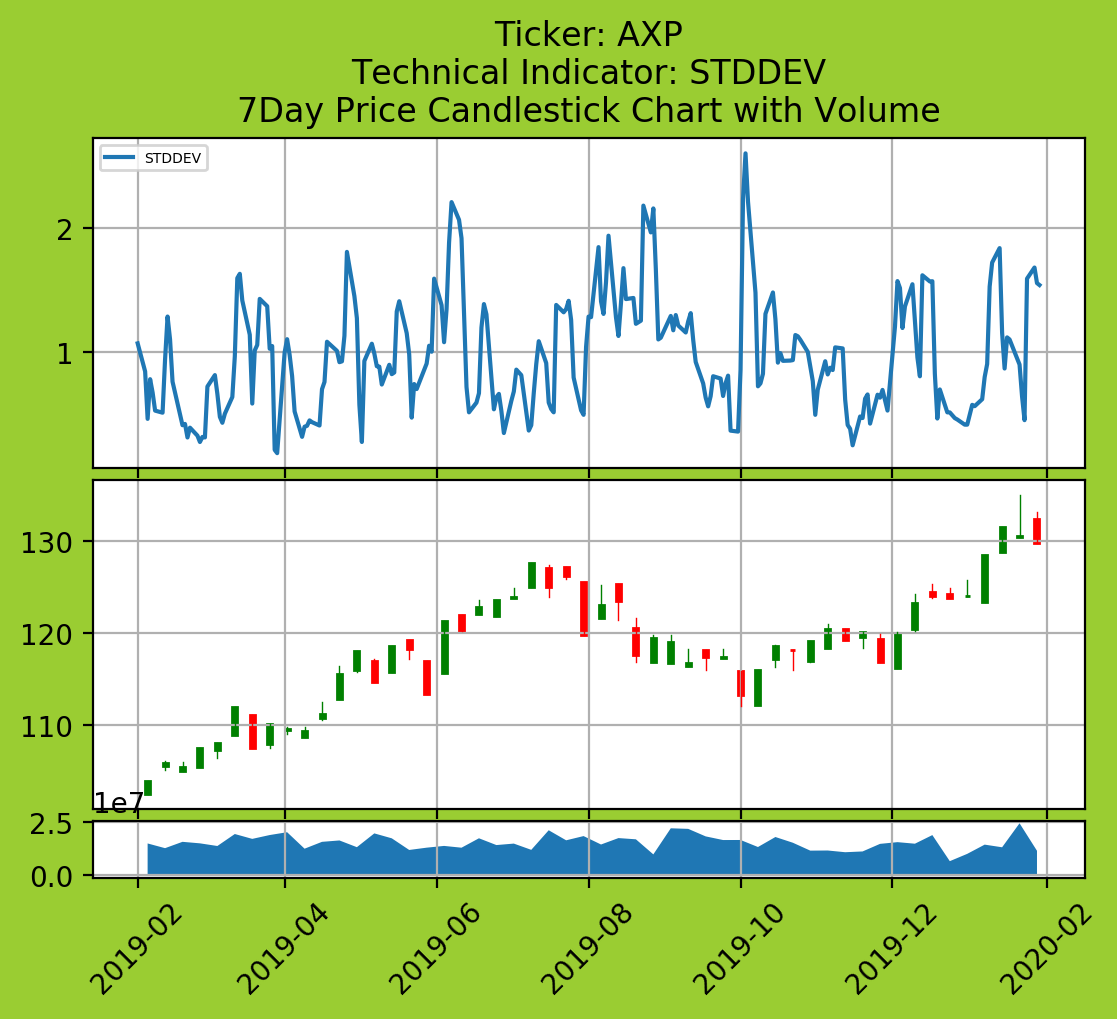 Ticker: AXP
Technical Indicator: STDDEV
7Day Price Candlestick Chart with Volume
STDDEV
2
1
130
120
110
1e7
2.5
0.0
2019-02
2019-04
2019-06
2019-08
2019-10
2019-12
2020-02